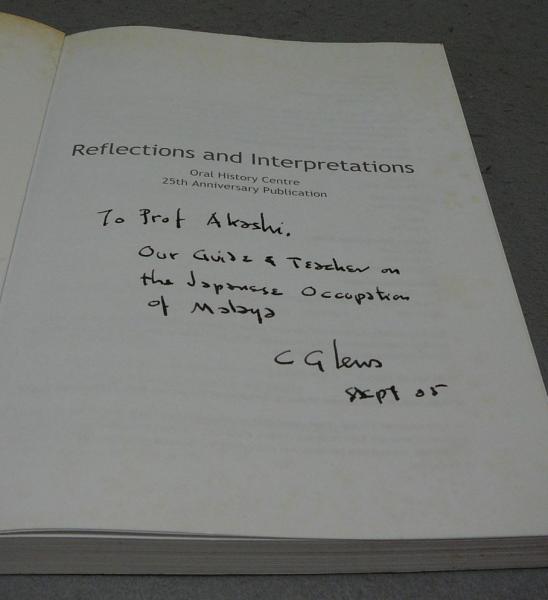 Reflections and Interpretations
Oral History Centre
25th Anniversary Publication
To Prof Akashi.
Our Guide & Teacher on
the Japanese Occupation
of Malaya
C G
Sept 05